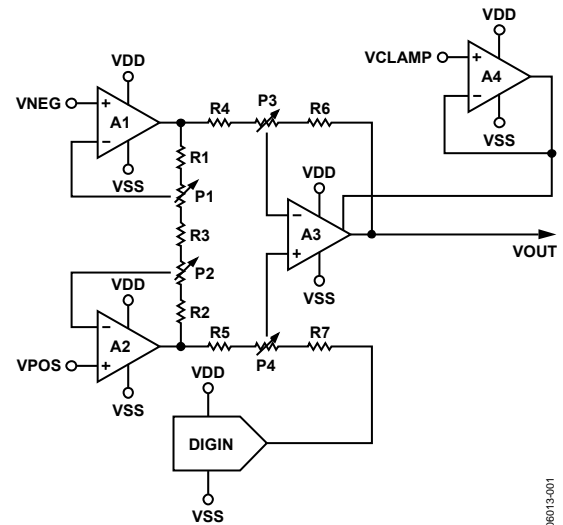 VDD
VDD
VCLAMP
+
A4
−
VSS
VNEG
+
A1
−
VSS
R4
P3
R6
R1
P1
R3
P2
R2
VDD
−
A3
+
VSS
VOUT
VDD
−
A2
+
VPOS
VSS
R5
P4
R7
VDD
DIGIN
VSS
06013-001